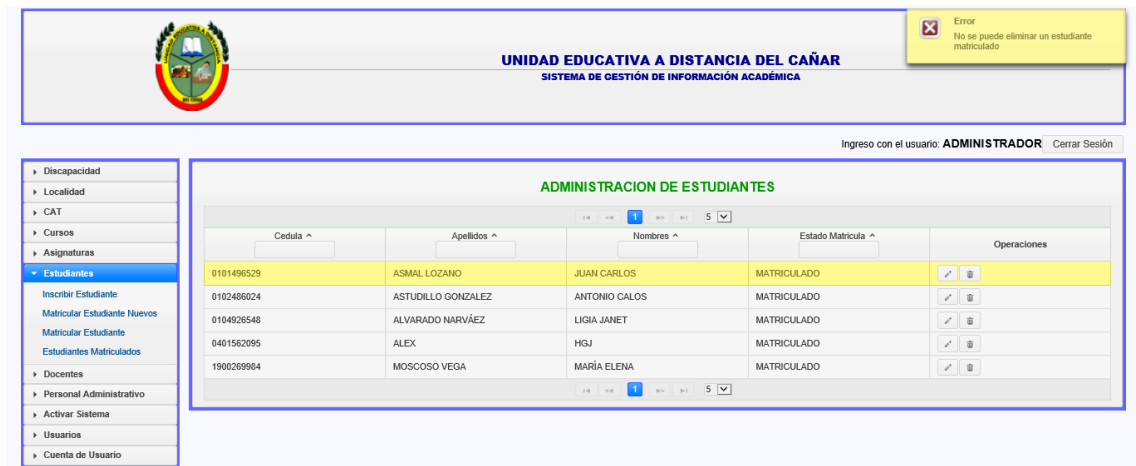 Error
No se puede eliminar un estudiante
matriculado
UNIDAD EDUCATIVA A DISTANCIA DEL CAÑAR
SISTEMA DE GESTIÓN DE INFORMACIÓN ACADÉMICA
Ingreso con el usuario: ADMINISTRADOR Cerrar Sesión
Discapacidad
Localidad
CAT
Cursos
Asignaturas
Estudiantes
Inscribir Estudiante
Matricular Estudiante Nuevos
Matricular Estudiante
Estudiantes Matriculados
Docentes
Personal Administrativo
Activar Sistema
Usuarios
Cuenta de Usuario
ADMINISTRACION DE ESTUDIANTES
1 5
Cedula Apellidos Nombres Estado Matricula Operaciones
0101496529 ASMAL LOZANO JUAN CARLOS MATRICULADO
0102486024 ASTUDILLO GONZALEZ ANTONIO CALOS MATRICULADO
0104926548 ALVARADO NARVÁEZ LIGIA JANET MATRICULADO
0401562095 ALEX HGJ MATRICULADO
1900269984 MOSCOSO VEGA MARÍA ELENA MATRICULADO
1 5